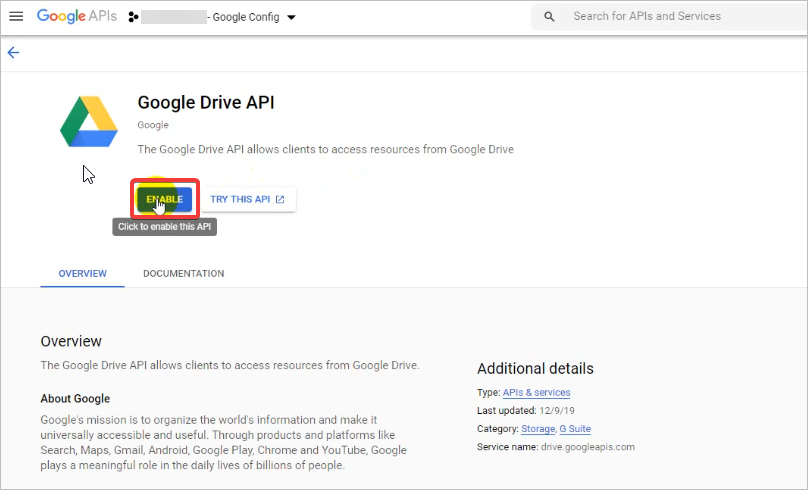 Google APIs - Google Config Search for APIs and Services
Google Drive API
Google
The Google Drive API allows clients to access resources from Google Drive
ENABLE TRY THIS API
Click to enable this API
OVERVIEW DOCUMENTATION
Overview
The Google Drive API allows clients to access resources from Google Drive.
About Google
Google's mission is to organize the world's information and make it
universally accessible and useful. Through products and platforms like
Search, Maps, Gmail, Android, Google Play, Chrome and YouTube, Google
plays a meaningful role in the daily lives of billions of people.
Additional details
Type: APIs & services
Last updated: 12/9/19
Category: Storage, G Suite
Service name: drive.googleapis.com